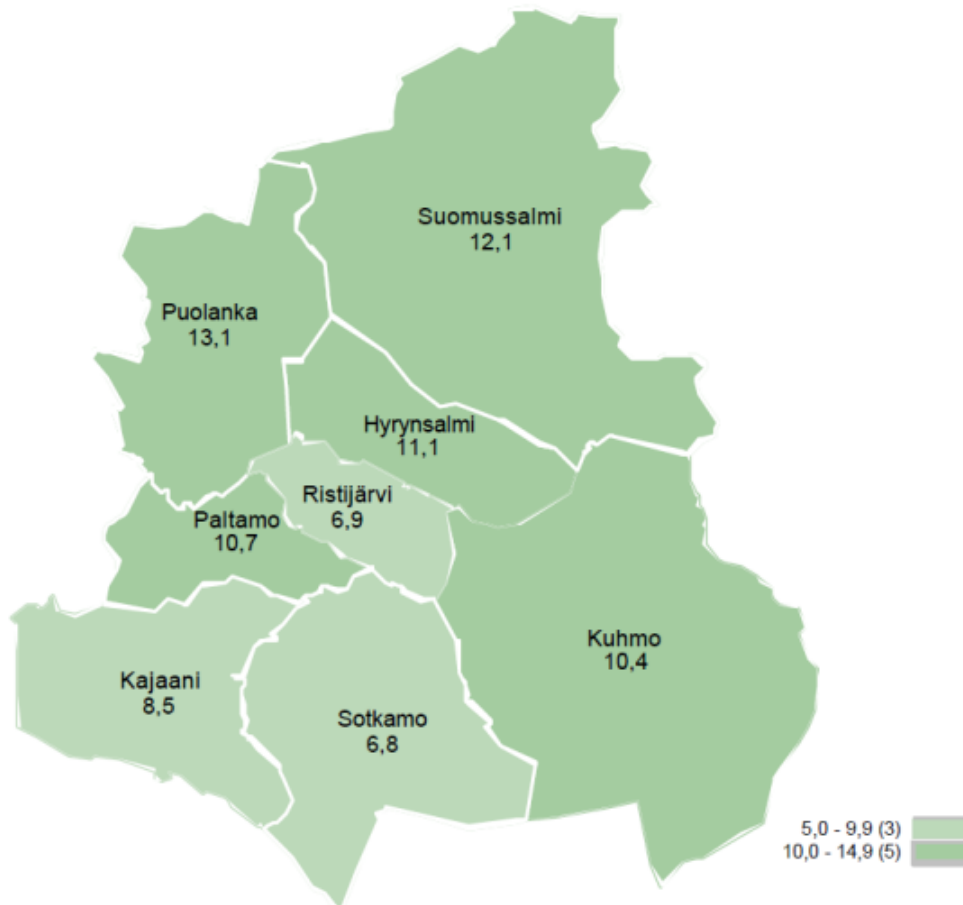 Suomussalmi
12,1
Puolanka
13,1
Hyrynsalmi
11,1
Ristijärvi
6,9
Paltamo
10,7
Kuhmo
10,4
Kajaani
8,5
Sotkamo
6,8
5,0 - 9,9 (3)
10,0 - 14,9 (5)